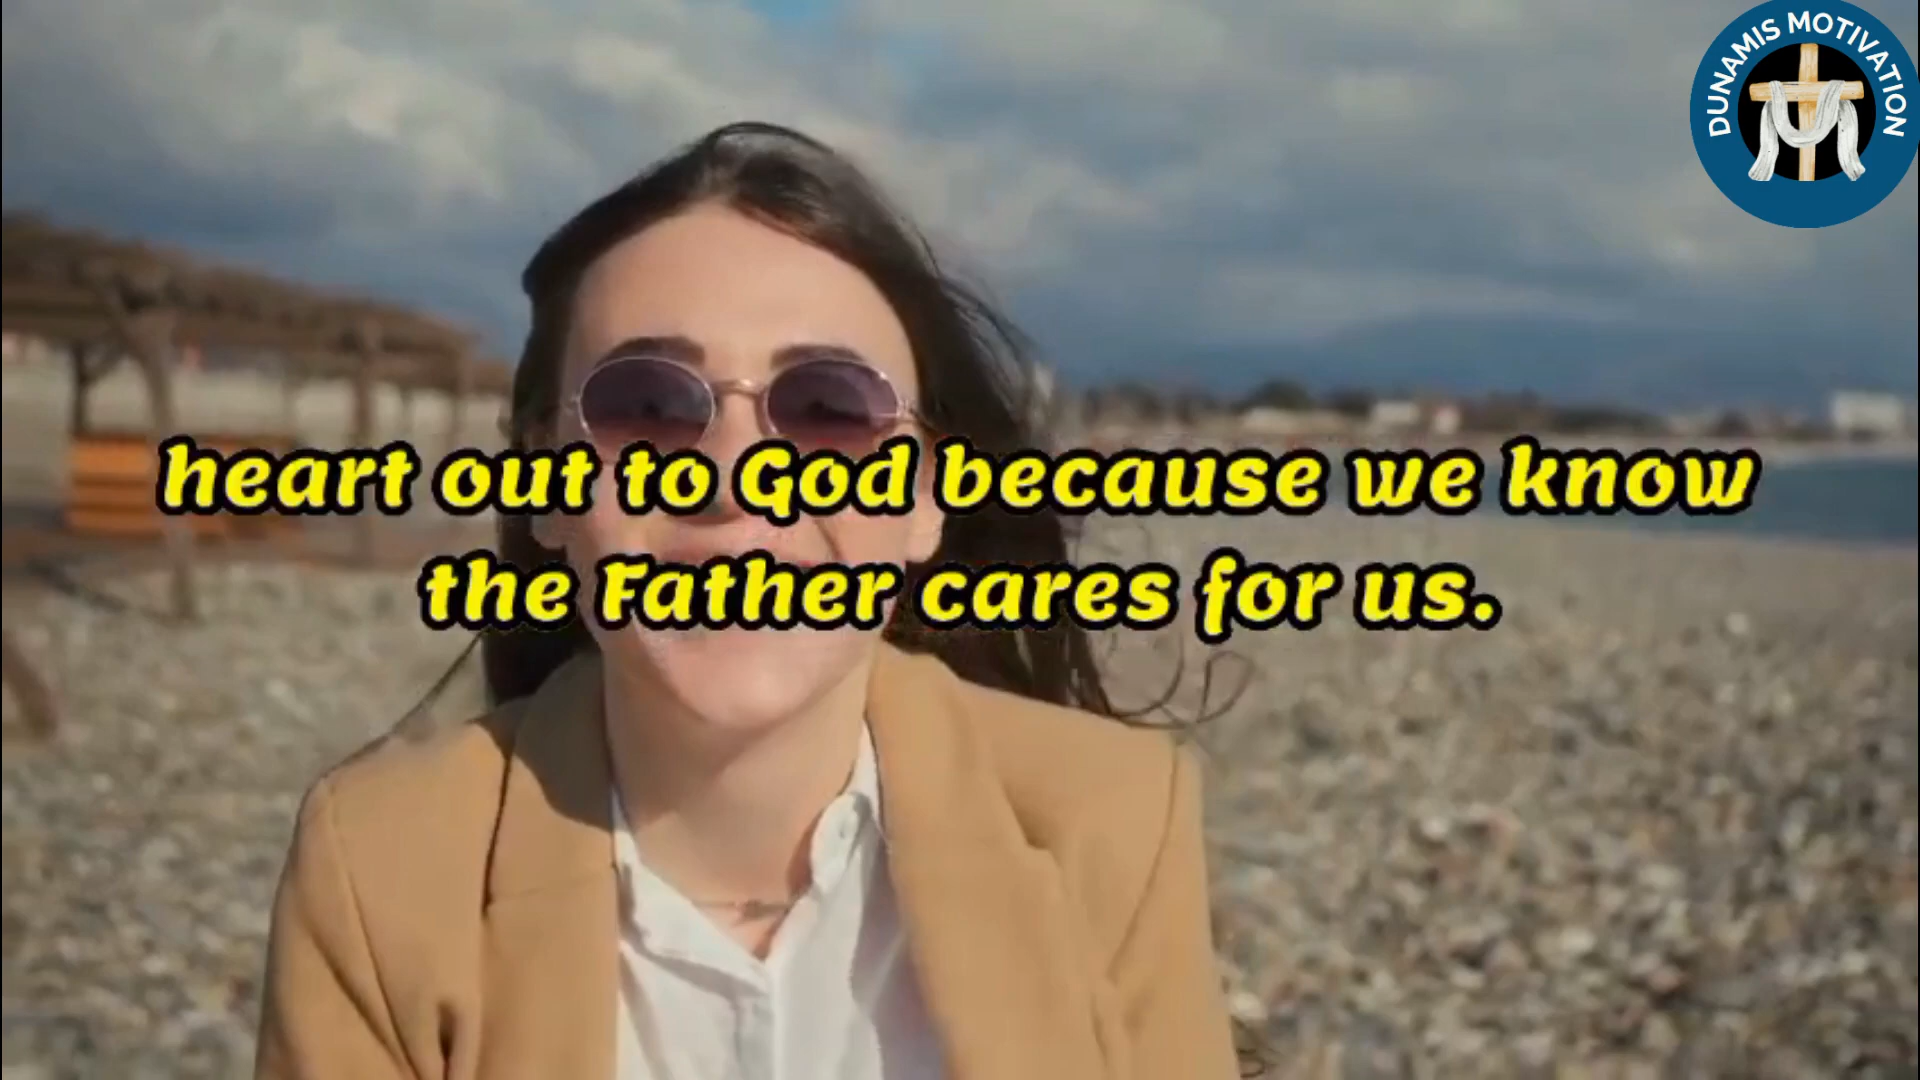 DUNAMIS MOTIVATION
heart out to God because we know
the Father cares for us.